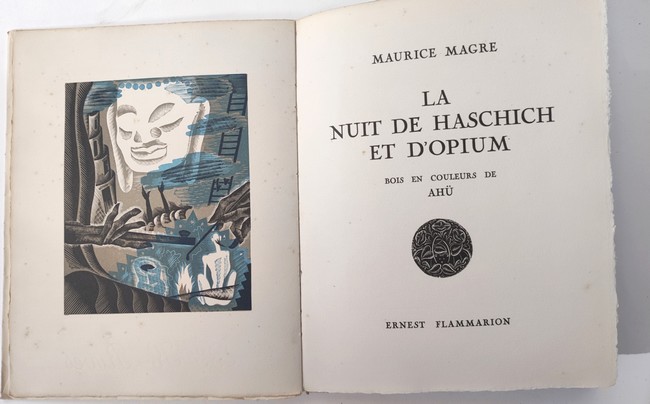 MAURICE MAGRE
LA
NUIT DE HASCHICH
ET D'OPIUM
BOIS EN COULEURS DE
AHÜ
ERNEST FLAMMARION